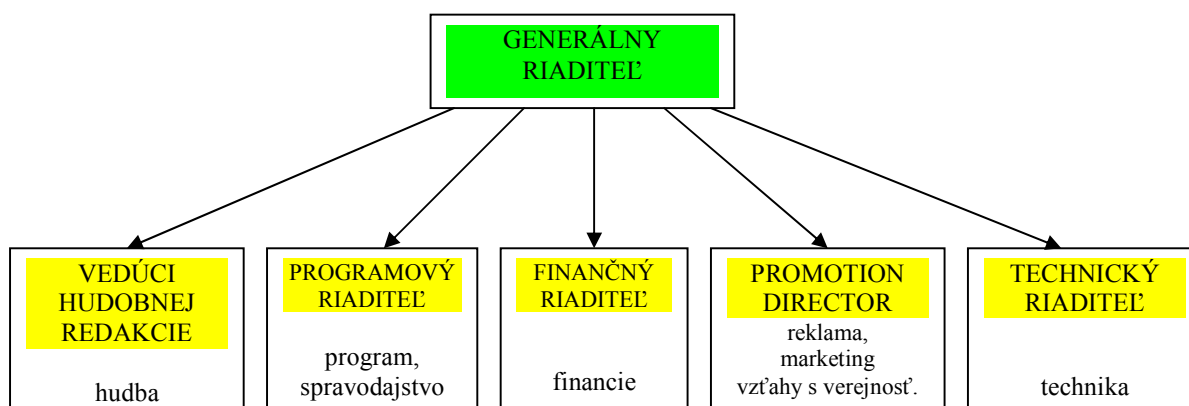 GENERÁLNY
RIADITEĽ
VEDÚCI
HUDOBNEJ
REDAKCIE
hudba
PROGRAMOVÝ
RIADITEĽ
program,
spravodajstvo
FINANČNÝ
RIADITEĽ
financie
PROMOTION
DIRECTOR
reklama,
marketing
vzťahy s verejnosť.
TECHNICKÝ
RIADITEĽ
technika